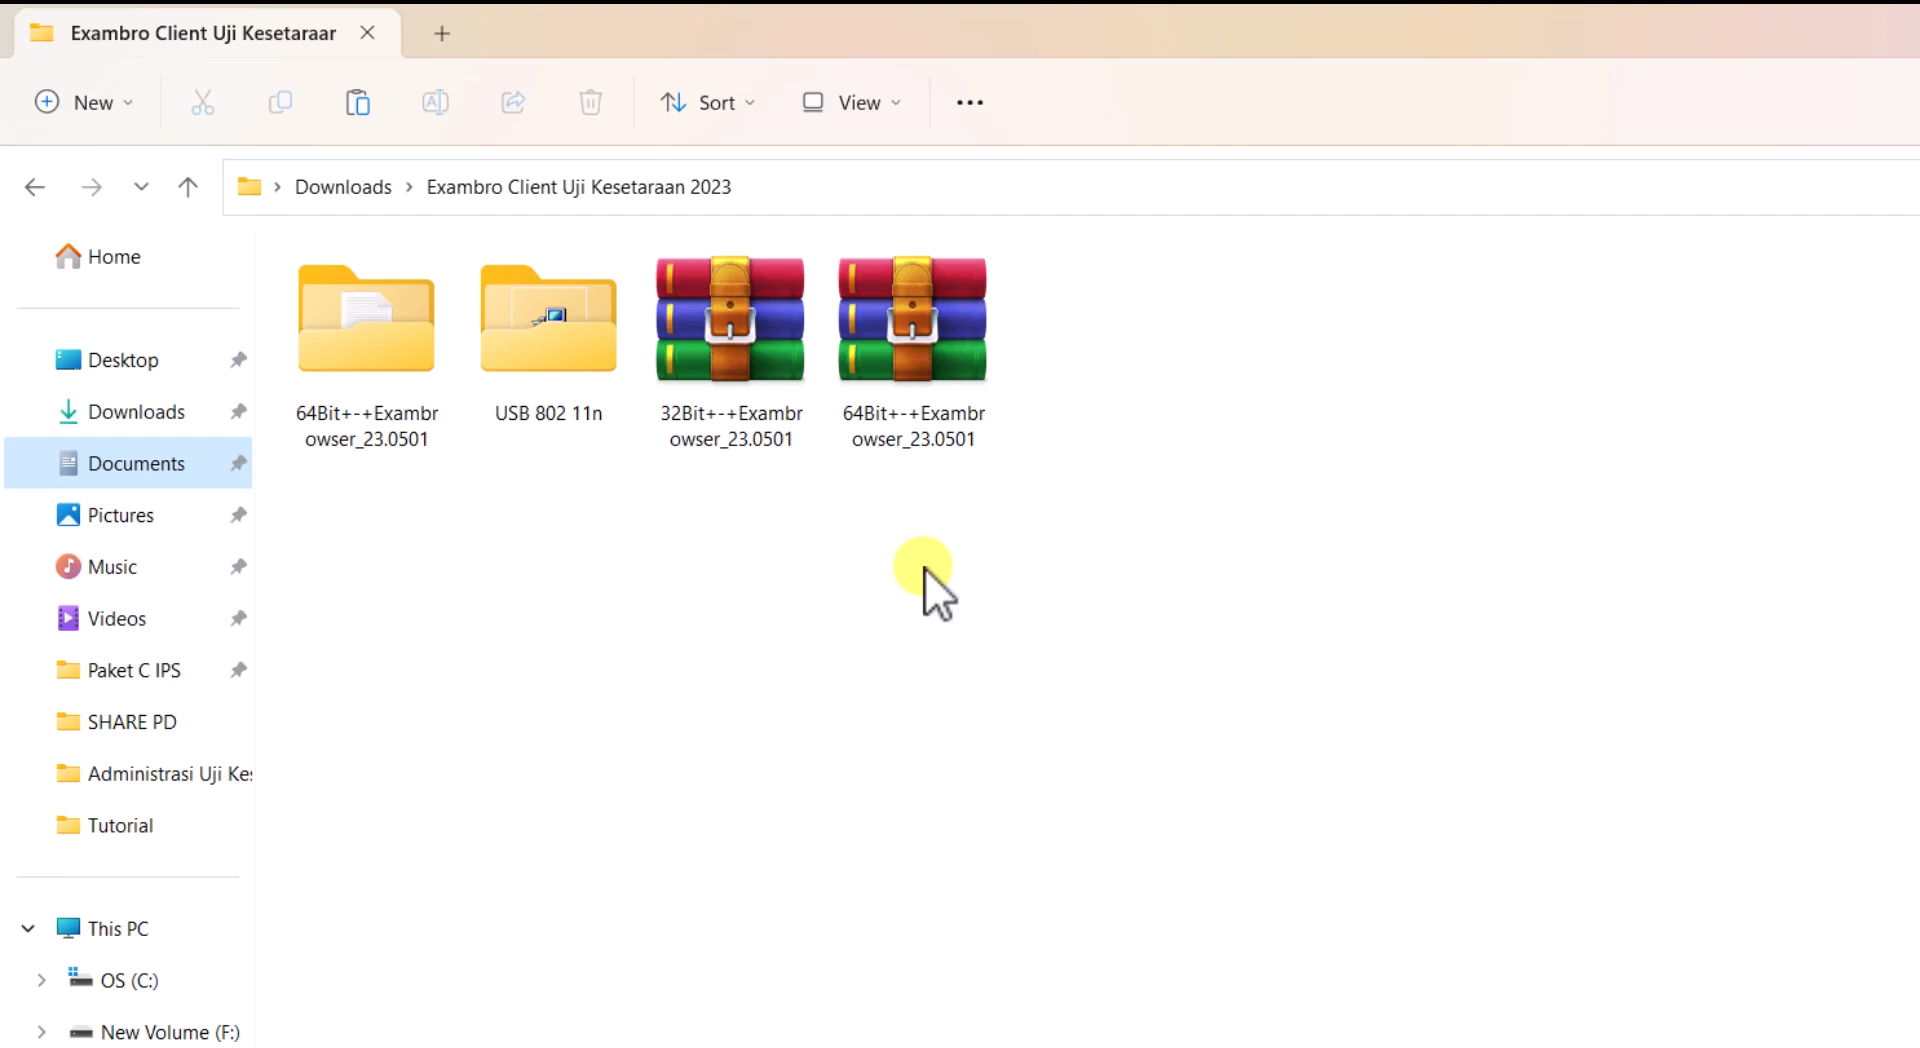 Exambro Client Uji Kesetaraar
New
Sort
View
Downloads > Exambro Client Uji Kesetaraan 2023
Home
Desktop
Downloads
Documents
Pictures
Music
Videos
Paket C IPS
SHARE PD
Administrasi Uji Kes
Tutorial
This PC
OS (C:)
New Volume (F:)
64Bit+-+Exambr
owser_23.0501
USB 802 11n
32Bit+-+Exambr
owser_23.0501
64Bit+-+Exambr
owser_23.0501